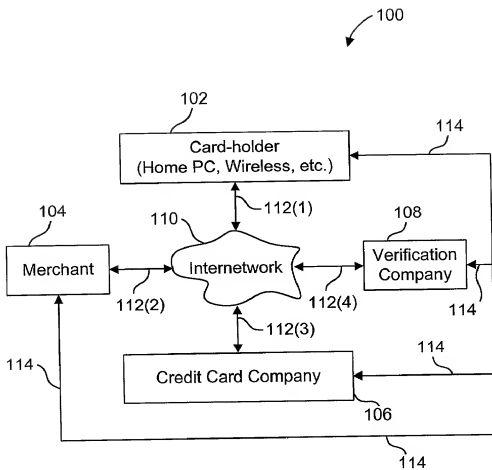 100
102
Card-holder
(Home PC, Wireless, etc.)
114
112(1)
104
110
108
Merchant
Internetwork
Verification
Company
112(2)
112(4)
114
112(3)
114
114
Credit Card Company
106
114